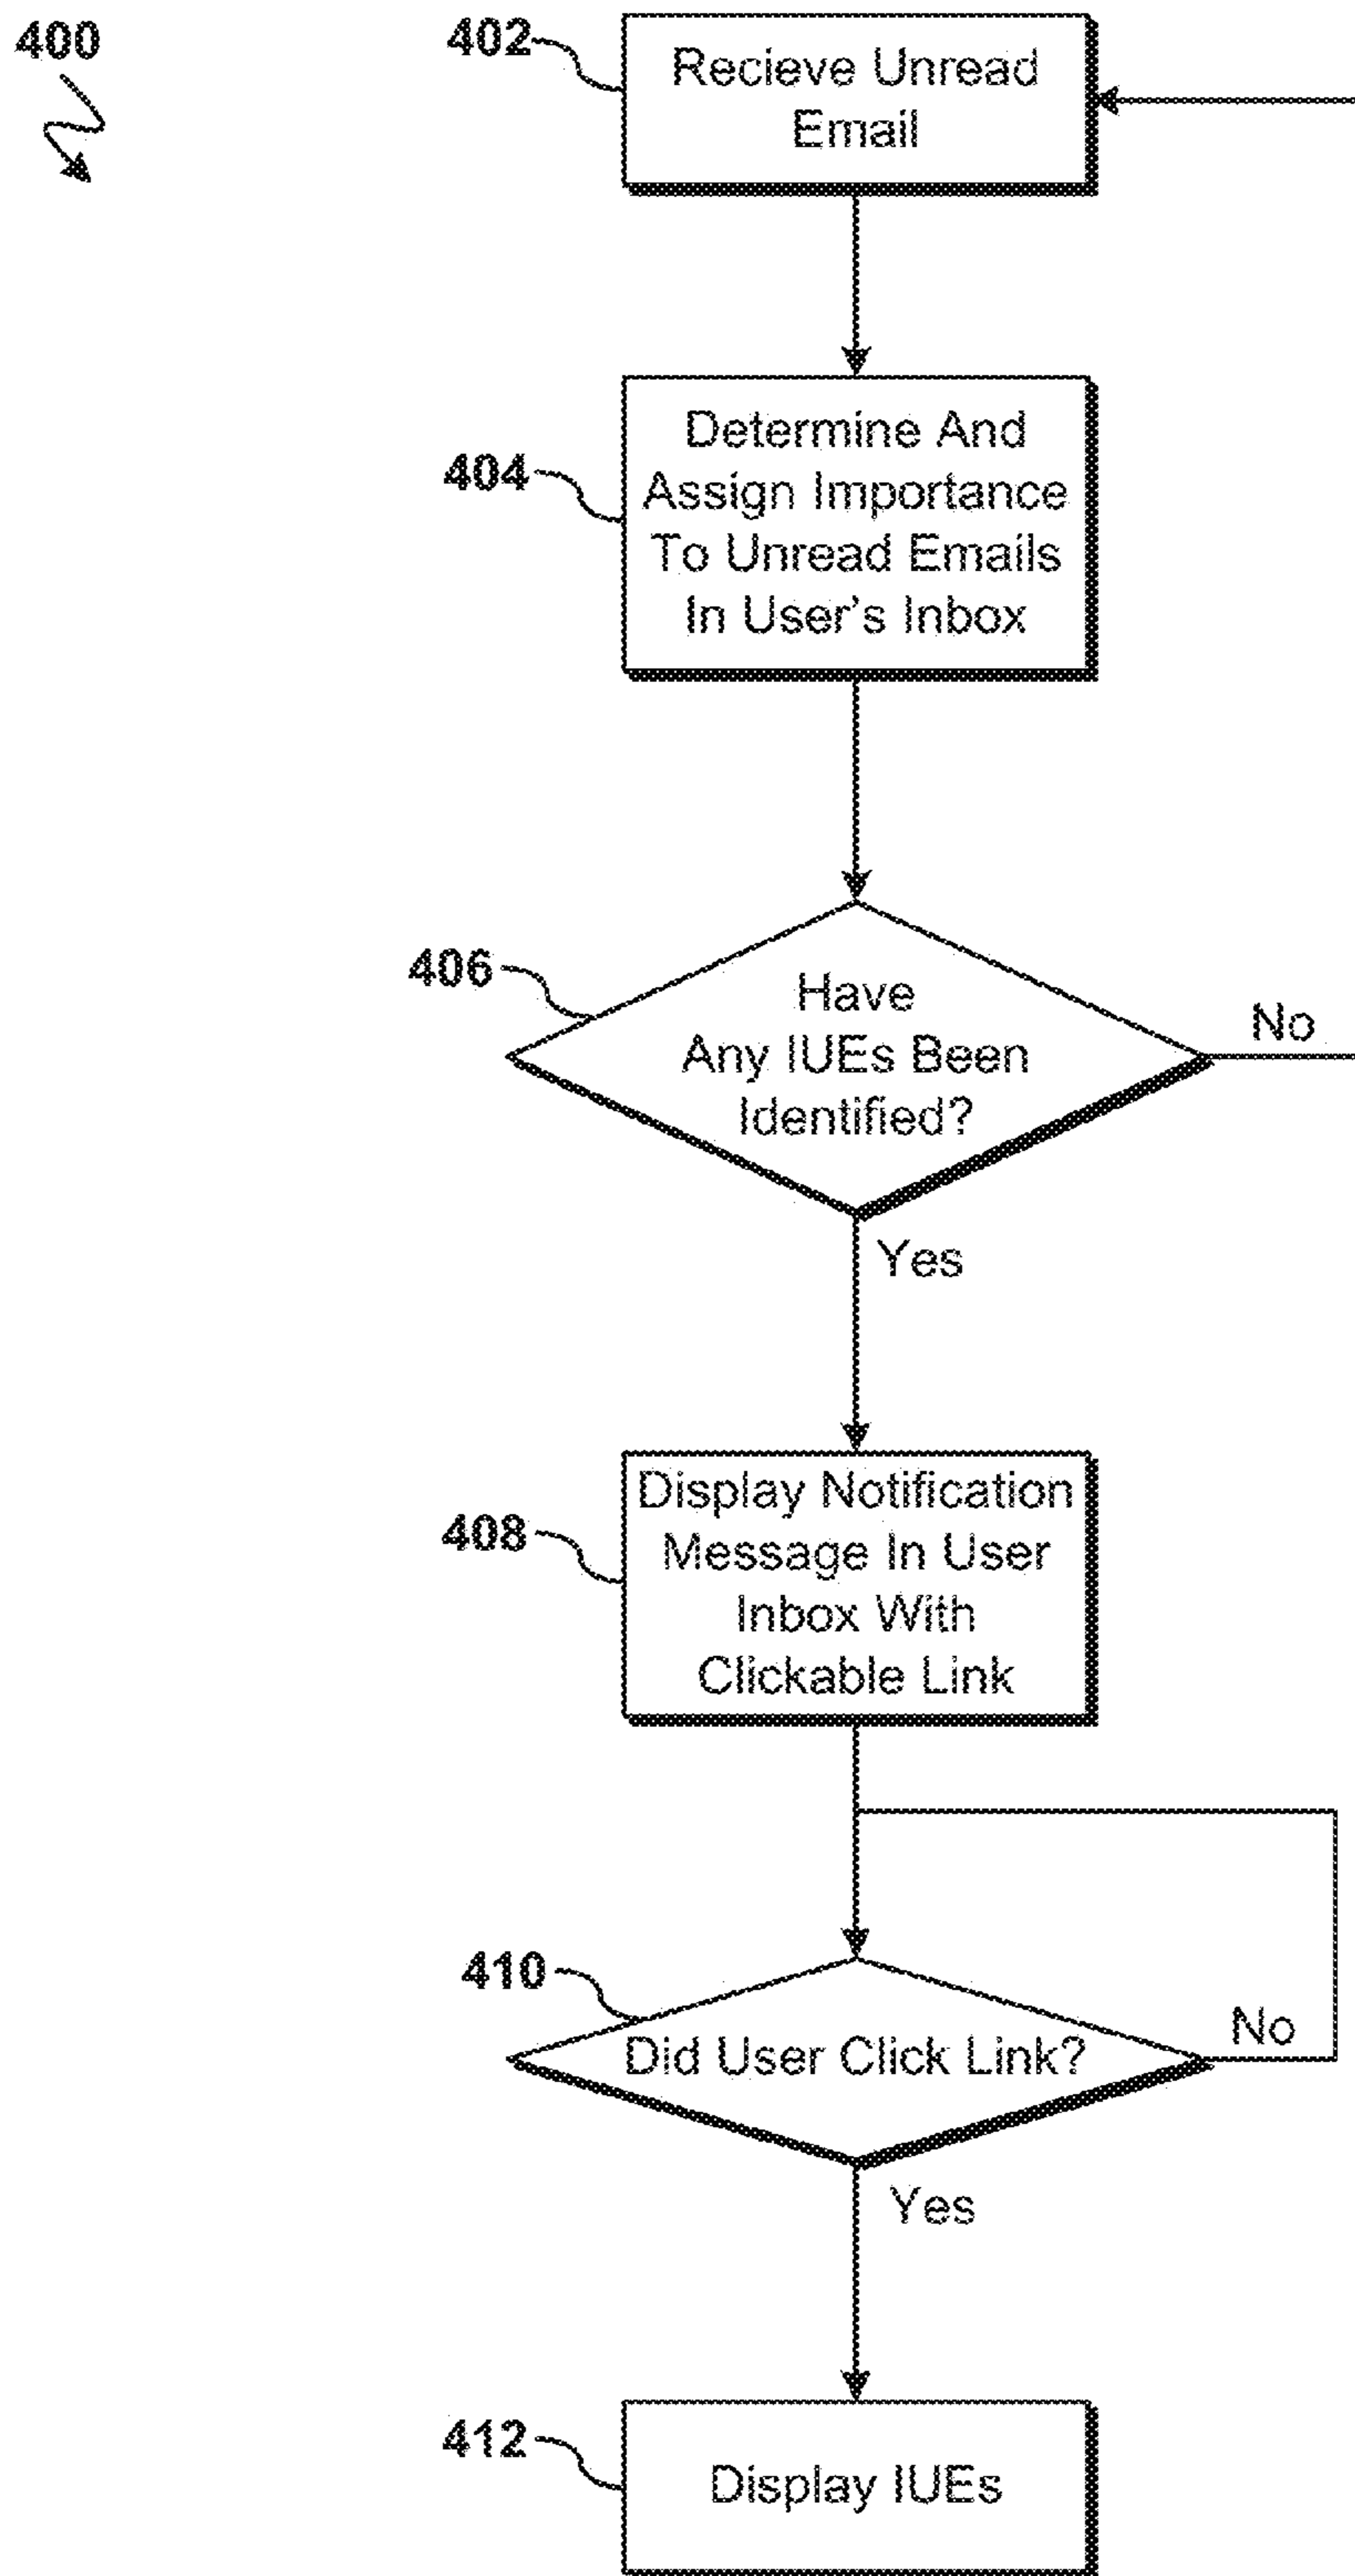 400
402
Recieve Unread
Email
404
Determine And
Assign Importance
To Unread Emails
In User's Inbox
406
Have
Any IUEs Been
Identified?
No
Yes
408
Display Notification
Message In User
Inbox With
Clickable Link
410
Did User Click Link?
No
Yes
412
Display IUEs